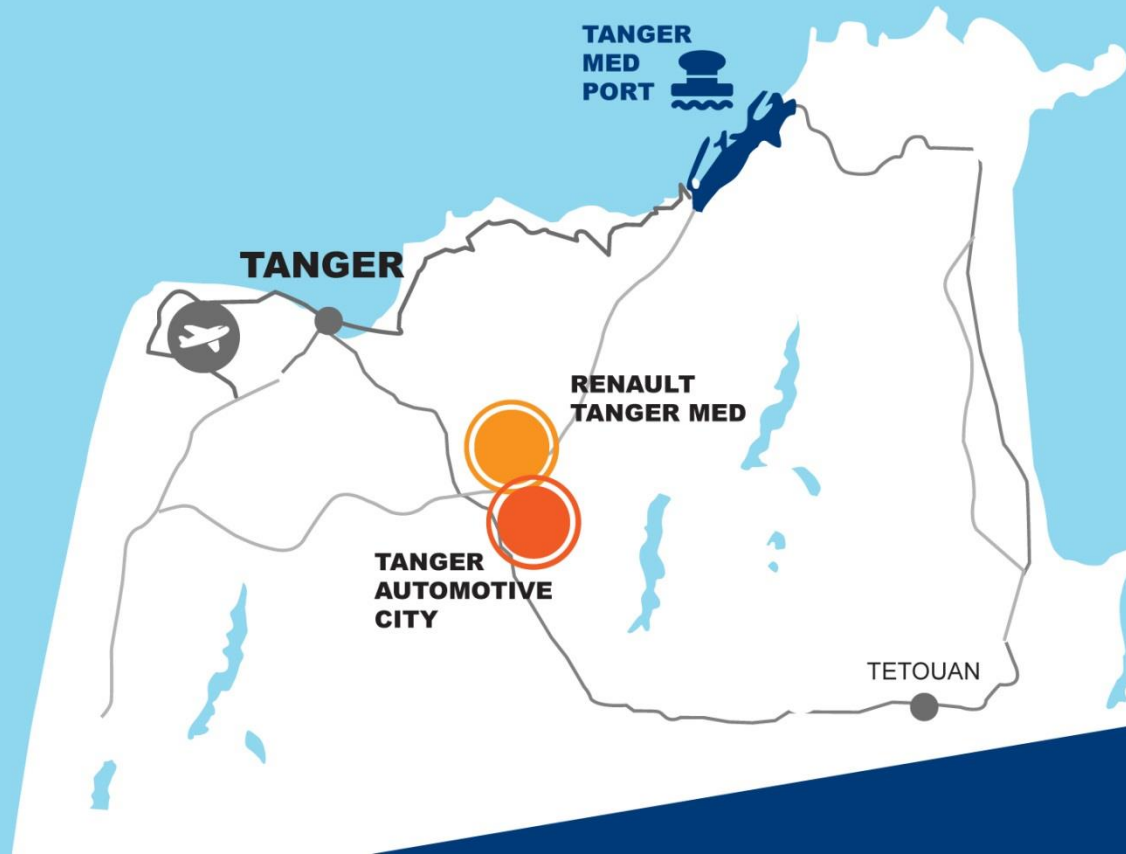 TANGER
MED
PORT
TANGER
RENAULT
TANGER MED
TANGER
AUTOMOTIVE
CITY
TETOUAN